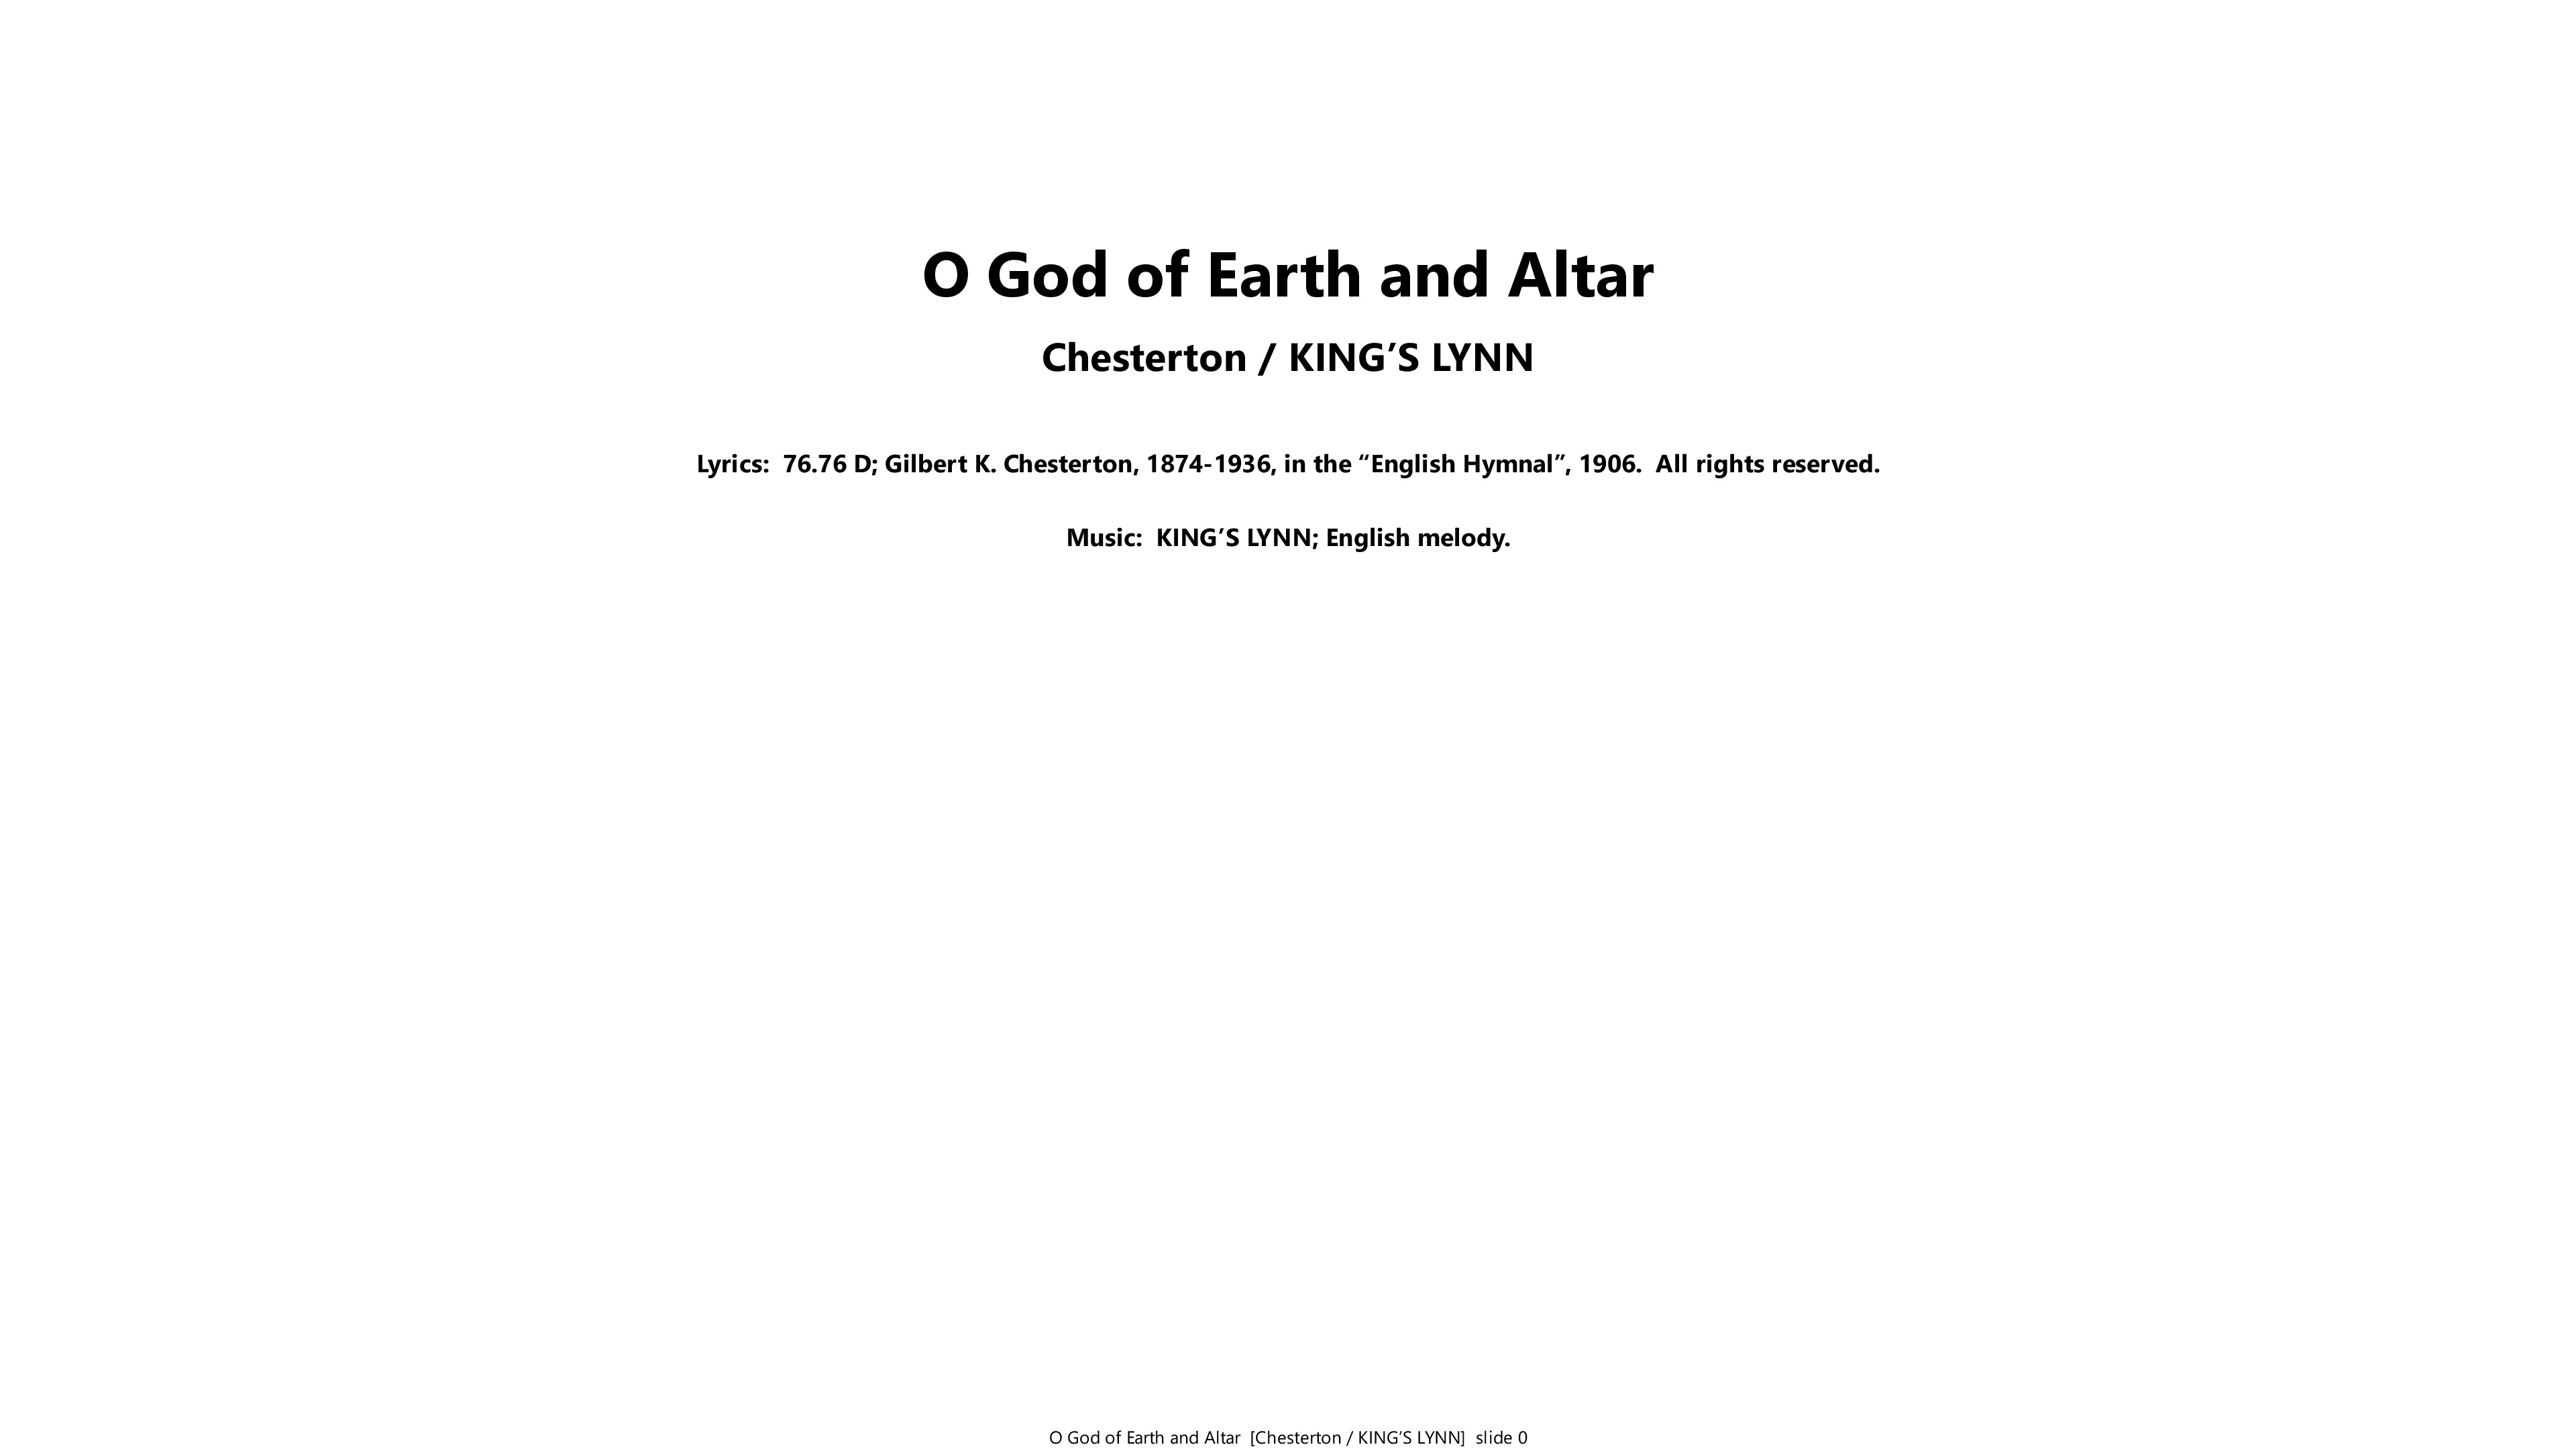 O God of Earth and Altar
Chesterton / KING’S LYNN
Lyrics:  76.76 D; Gilbert K. Chesterton, 1874-1936, in the “English Hymnal”, 1906.  All rights reserved.
Music:  KING’S LYNN; English melody.
O God of Earth and Altar  [Chesterton / KING’S LYNN]  slide 0